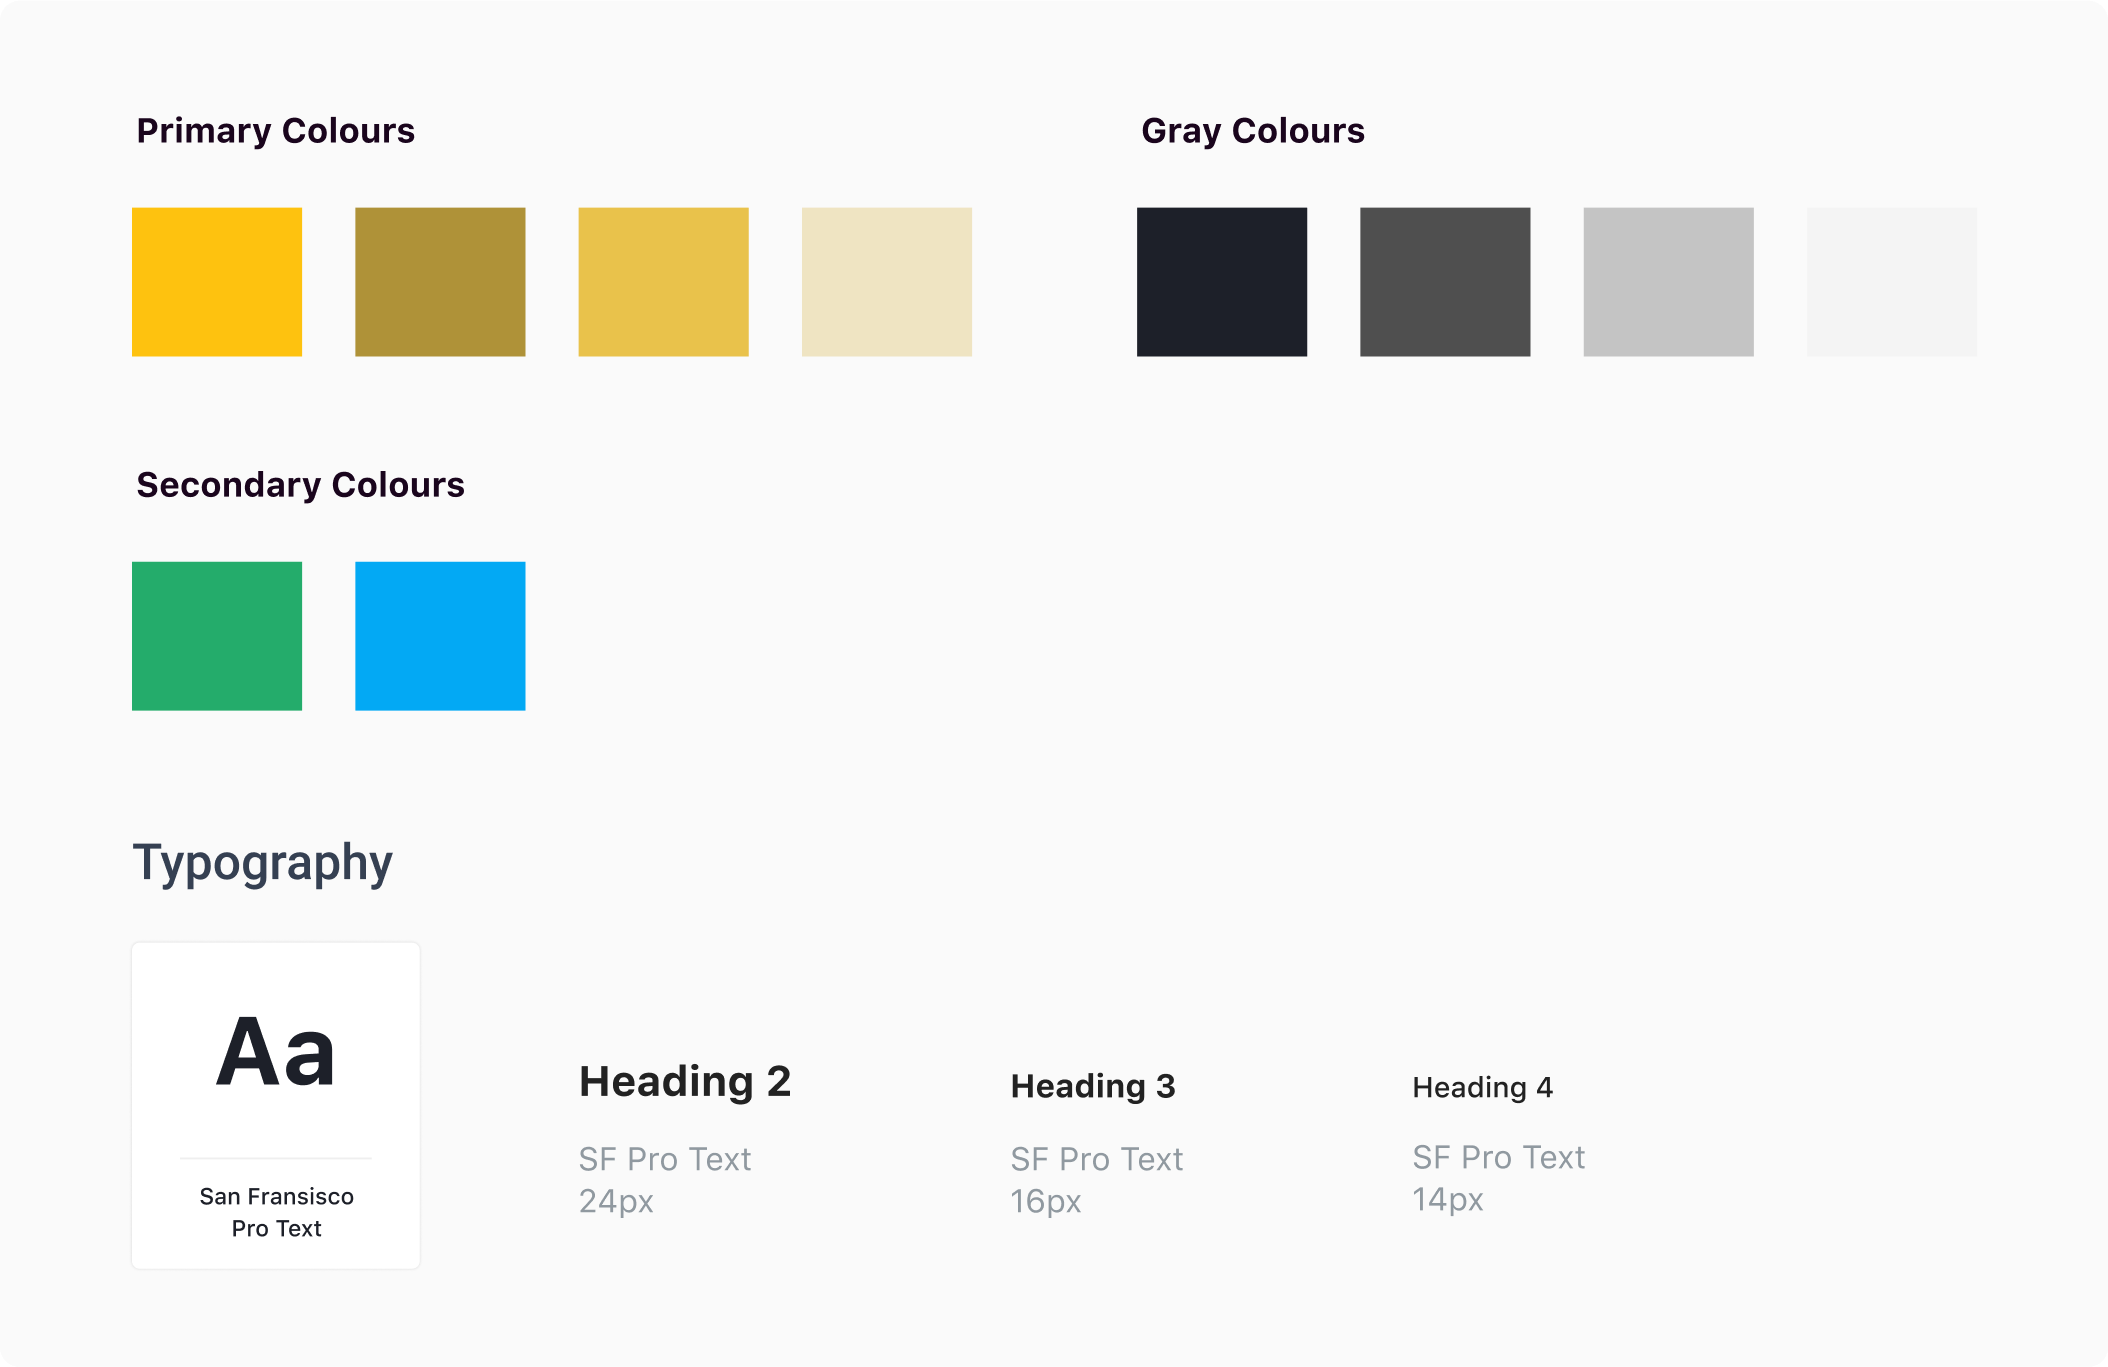 Primary Colours
Gray Colours
Secondary Colours
Typography
Aa
San Fransisco
Pro Text
Heading 2
SF Pro Text
24px
Heading 3
SF Pro Text
16px
Heading 4
SF Pro Text
14px